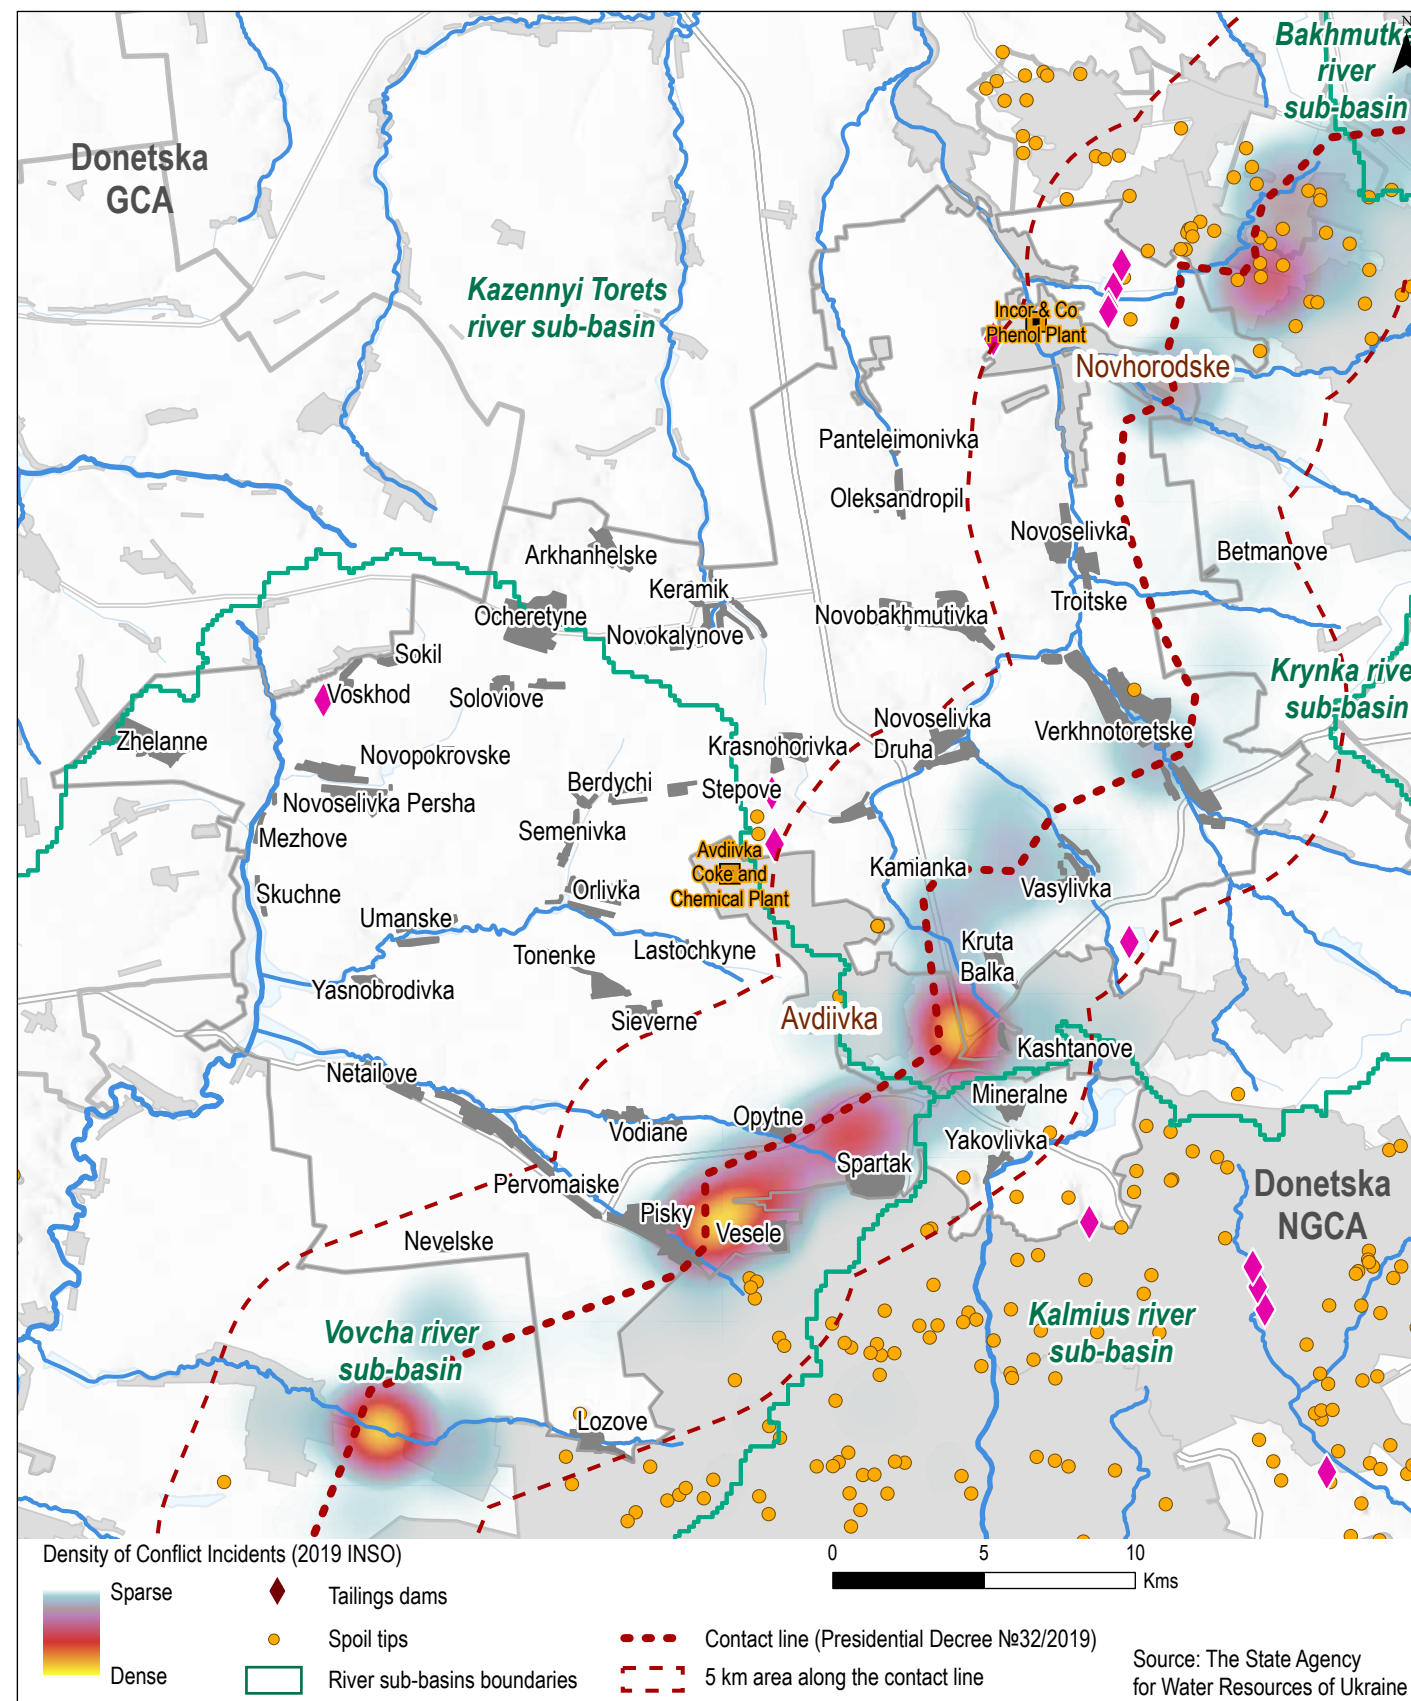 N
Bakhmutka
river
sub-basin
Donetska
GCA
Kazennyi Torets
river sub-basin
Incor & Co
Phenol Plant
Novhorodske
Panteleimonivka
Oleksandropil
Novoselivka
Betmanove
Arkhanhelske
Keramik
Troitske
Ocheretyne
Novokalynove
Novobakhmutivka
Sokil
Krynka rive
sub-basin
Voskhod
Soloviove
Zhelanne
Novoselivka
Druha
Verkhnotoretske
Krasnohorivka
Novopokrovske
Berdychi
Stepove
Novoselivka Persha
Mezhove
Semenivka
Avdiivka
Coke and
Chemical Plant
Kamianka
Vasylivka
Skuchne
Orlivka
Umanske
Tonenke
Lastochkyne
Kruta
Balka
Yasnobrodivka
Sieverne
Avdiivka
Kashtanove
Netailove
Mineralne
Opytne
Vodiane
Yakovlivka
Spartak
Pervomaiske
Donetska
NGCA
Pisky
Vesele
Nevelske
Vovcha river
sub-basin
Kalmius river
sub-basin
Lozove
Density of Conflict Incidents (2019 INSO)
Sparse
Dense
Tailings dams
Spoil tips
River sub-basins boundaries
0 5 10
Kms
Contact line (Presidential Decree №32/2019)
5 km area along the contact line
Source: The State Agency
for Water Resources of Ukraine